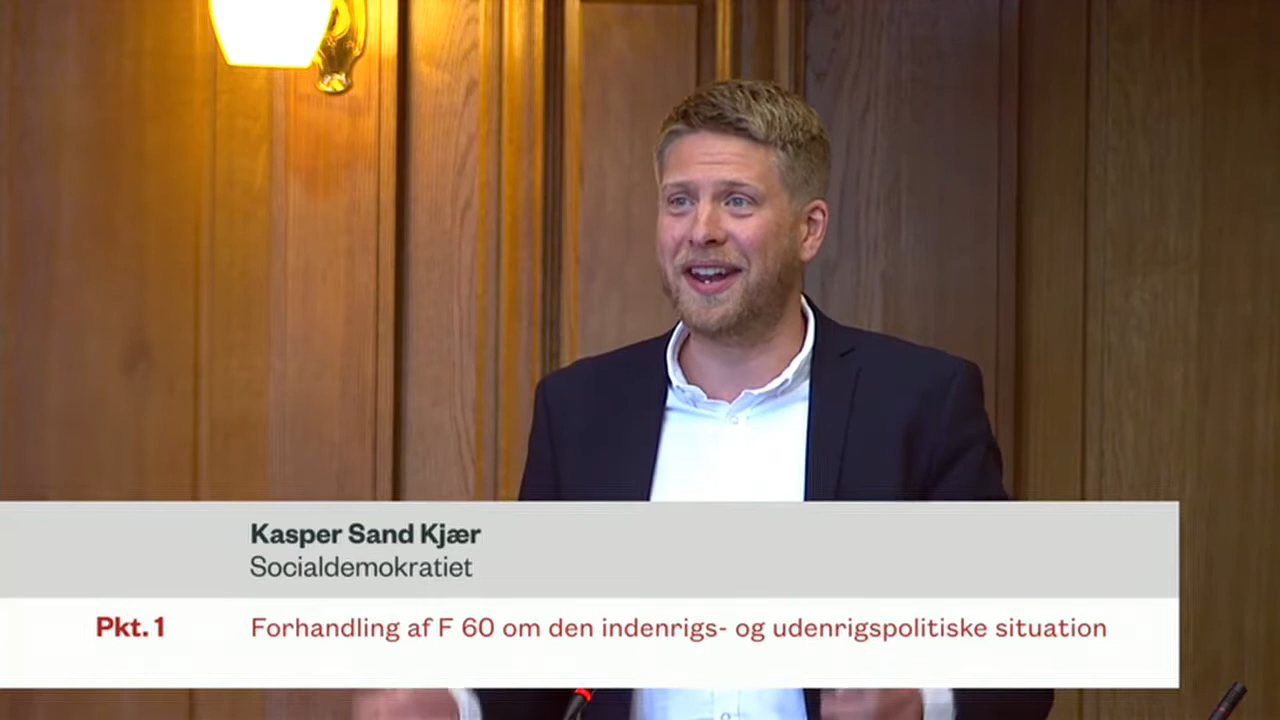 Kasper Sand Kjær
Socialdemokratiet
Pkt. 1 Forhandling af F 60 om den indenrigs- og udenrigspolitiske situation